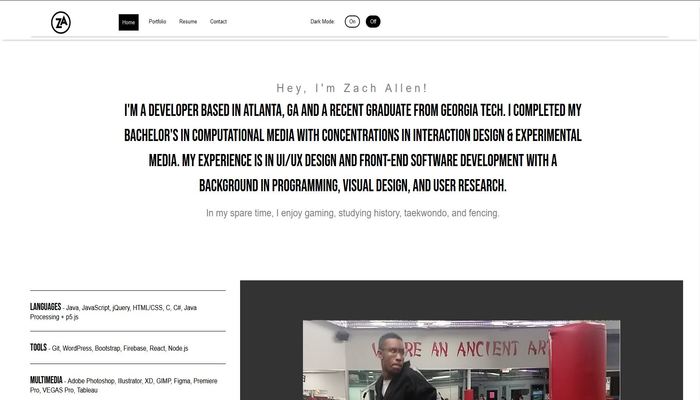 ZA
Home Portfolio Resume Contact Dark Mode: On Off
Hey, I'm Zach Allen!
I'M A DEVELOPER BASED IN ATLANTA, GA AND A RECENT GRADUATE FROM GEORGIA TECH. I COMPLETED MY
BACHELOR'S IN COMPUTATIONAL MEDIA WITH CONCENTRATIONS IN INTERACTION DESIGN & EXPERIMENTAL
MEDIA. MY EXPERIENCE IS IN UI/UX DESIGN AND FRONT-END SOFTWARE DEVELOPMENT WITH A
BACKGROUND IN PROGRAMMING, VISUAL DESIGN, AND USER RESEARCH.
In my spare time, I enjoy gaming, studying history, taekwondo, and fencing.
LANGUAGES - Java, JavaScript, jQuery, HTML/CSS, C, C#, Java
Processing + p5.js
TOOLS - Git, WordPress, Bootstrap, Firebase, React, Node.js
MULTIMEDIA - Adobe Photoshop, Illustrator, XD, GIMP, Figma, Premiere
Pro, VEGAS Pro, Tableau
RE AN ANCIENT AR